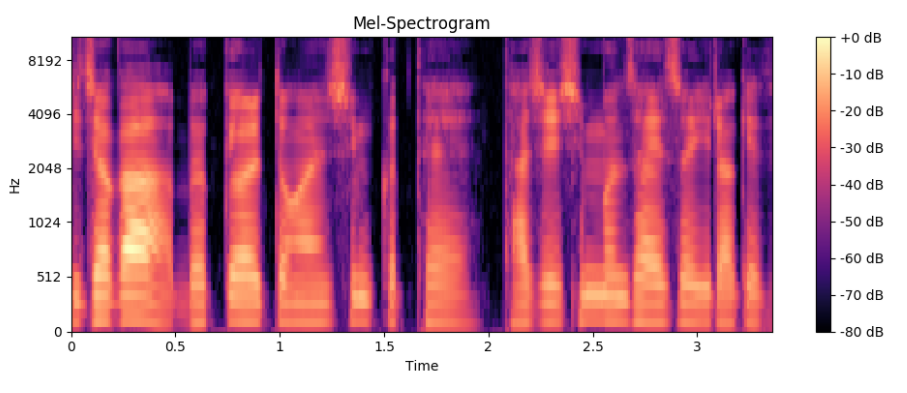 Mel-Spectrogram
8192
4096
2048
1024
512
0
Hz
0 0.5 1 1.5 2 2.5 3
Time
+0 dB
-10 dB
-20 dB
-30 dB
-40 dB
-50 dB
-60 dB
-70 dB
-80 dB